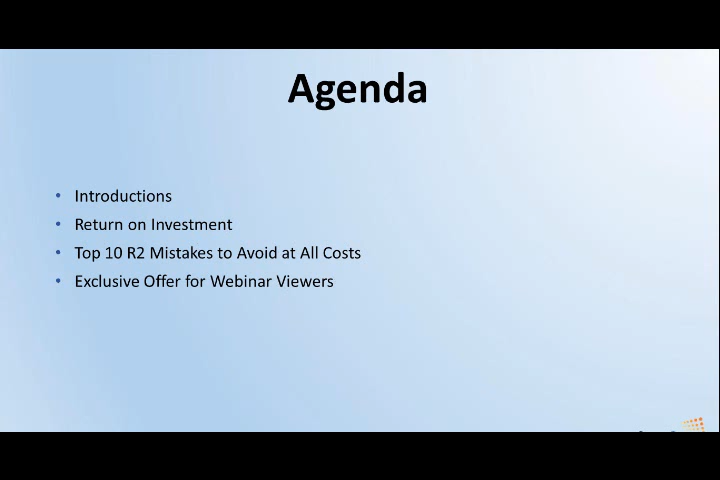 Agenda
• Introductions
• Return on Investment
• Top 10 R2 Mistakes to Avoid at All Costs
• Exclusive Offer for Webinar Viewers